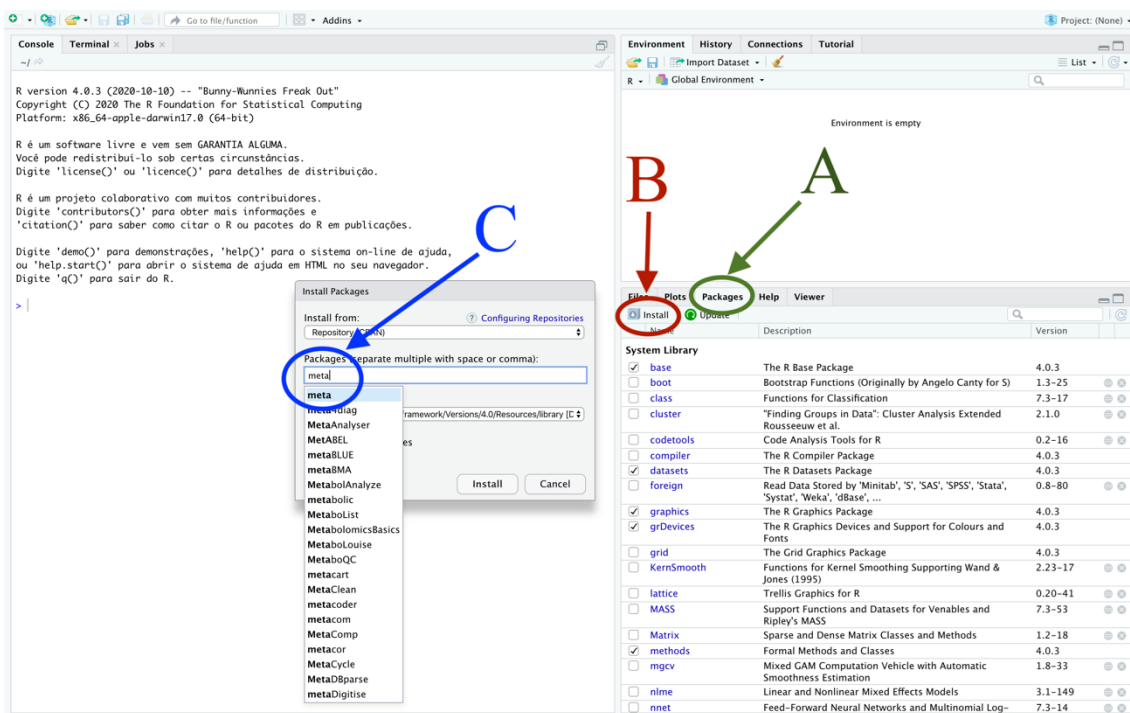 Go to file/function
Addins
Project: (None)
Console Terminal Jobs
~/
R version 4.0.3 (2020-10-10) -- "Bunny-Wunnies Freak Out"
Copyright (C) 2020 The R Foundation for Statistical Computing
Platform: x86_64-apple-darwin17.0 (64-bit)
R é um software livre e vem sem GARANTIA ALGUMA.
Você pode redistribuí-lo sob certas circunstâncias.
Digite 'license()' ou 'licence()' para detalhes de distribuição.
R é um projeto colaborativo com muitos contribuidores.
Digite 'contributors()' para obter mais informações e
'citation()' para saber como citar o R ou pacotes do R em publicações.
Digite 'demo()' para demonstrações, 'help()' para o sistema on-line de ajuda,
ou 'help.start()' para abrir o sistema de ajuda em HTML no seu navegador.
Digite 'q()' para sair do R.
>
C
Install Packages
Install from:
? Configuring Repositories
Repository (CRAN)
Packages (separate multiple with space or comma):
meta
meta
meta4diag
MetaAnalyser
ramework/Versions/4.0/Resources/library [D
MetABEL
metaBLUE
es
metaBMA
MetabolAnalyze
Install Cancel
metabolic
MetaboList
MetabolomicsBasics
MetaboLouise
MetaboQC
metacart
MetaClean
metacoder
metacom
MetaComp
metacor
MetaCycle
MetaDBparse
metaDigitise
Environment History Connections Tutorial
Import Dataset
List
R Global Environment
Environment is empty
B
A
Files Plots Packages Help Viewer
Install Update
Name Description Version
System Library
base The R Base Package 4.0.3
boot Bootstrap Functions (Originally by Angelo Canty for S) 1.3-25
class Functions for Classification 7.3-17
cluster "Finding Groups in Data": Cluster Analysis Extended 2.1.0
Rousseeuw et al.
codetools Code Analysis Tools for R 0.2-16
compiler The R Compiler Package 4.0.3
datasets The R Datasets Package 4.0.3
foreign Read Data Stored by 'Minitab', 'S', 'SAS', 'SPSS', 'Stata', 0.8-80
'Systat', 'Weka', 'dBase', ...
graphics The R Graphics Package 4.0.3
grDevices The R Graphics Devices and Support for Colours and 4.0.3
Fonts
grid The Grid Graphics Package 4.0.3
KernSmooth Functions for Kernel Smoothing Supporting Wand & 2.23-17
Jones (1995)
lattice Trellis Graphics for R 0.20-41
MASS Support Functions and Datasets for Venables and 7.3-53
Ripley's MASS
Matrix Sparse and Dense Matrix Classes and Methods 1.2-18
methods Formal Methods and Classes 4.0.3
mgcv Mixed GAM Computation Vehicle with Automatic 1.8-33
Smoothness Estimation
nlme Linear and Nonlinear Mixed Effects Models 3.1-149
nnet Feed-Forward Neural Networks and Multinomial Log- 7.3-14